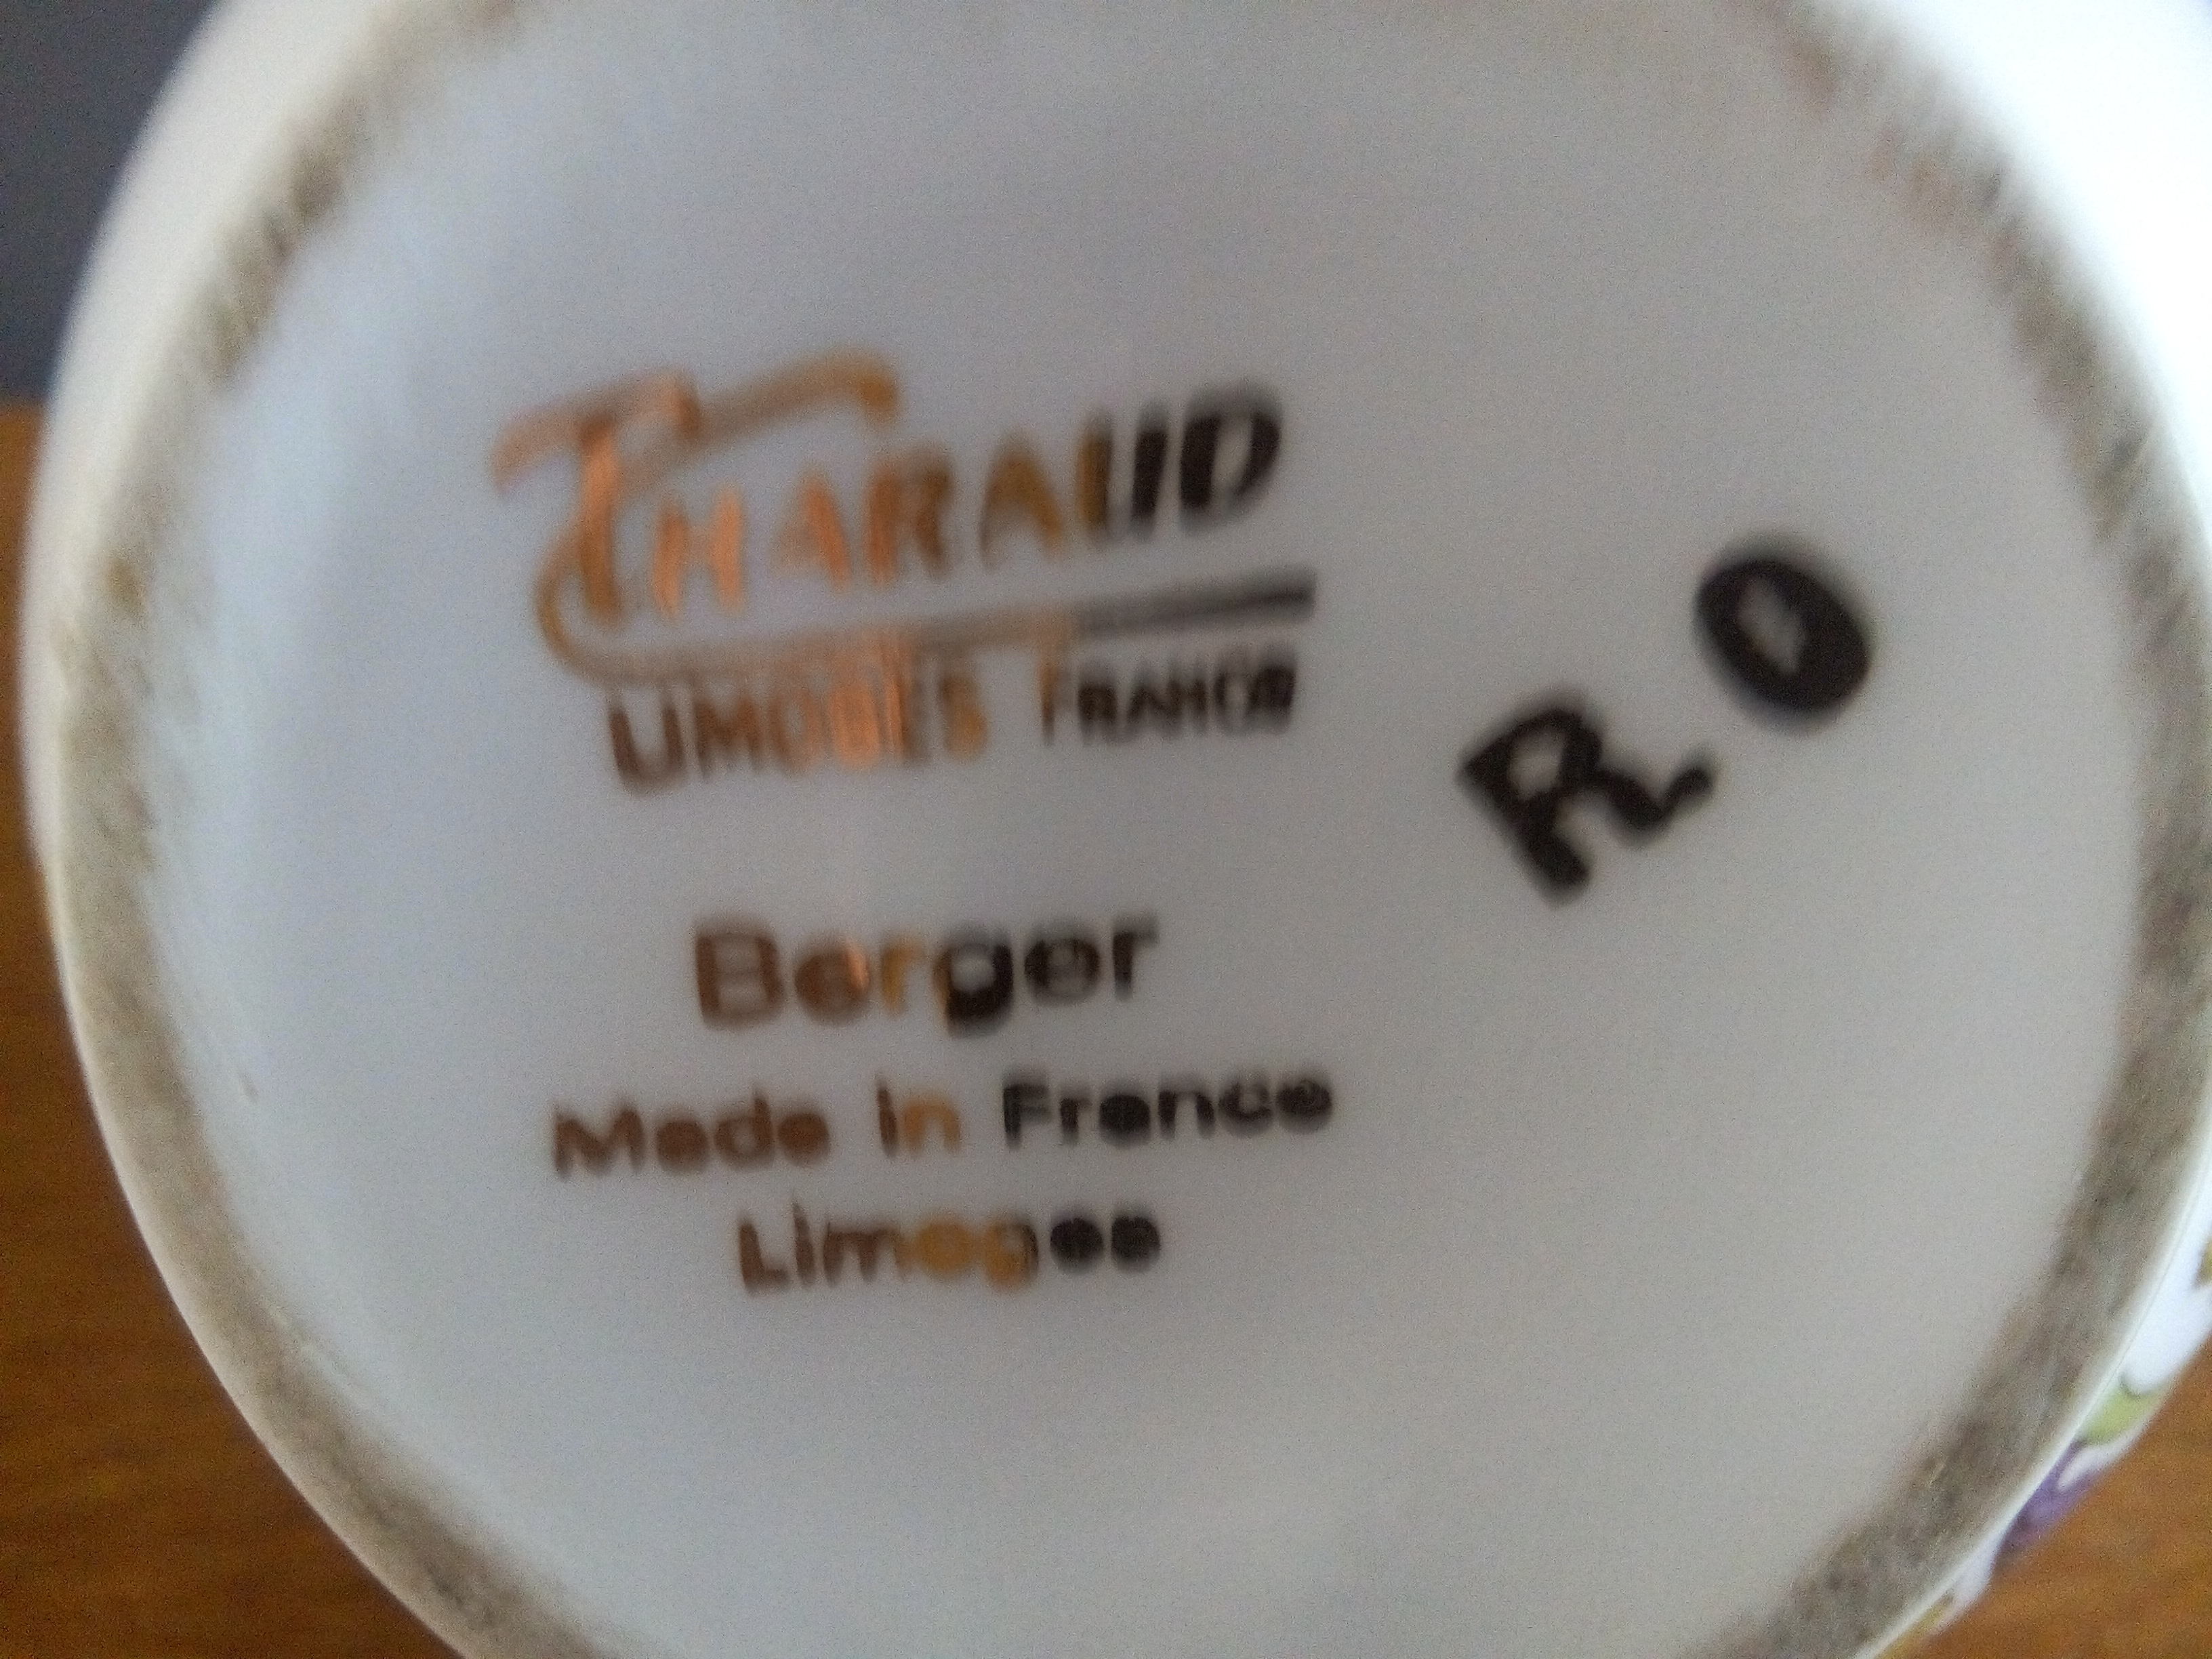 THARAUD
LIMOGES FRANCE
Berger
Made in France
Limoges
R O